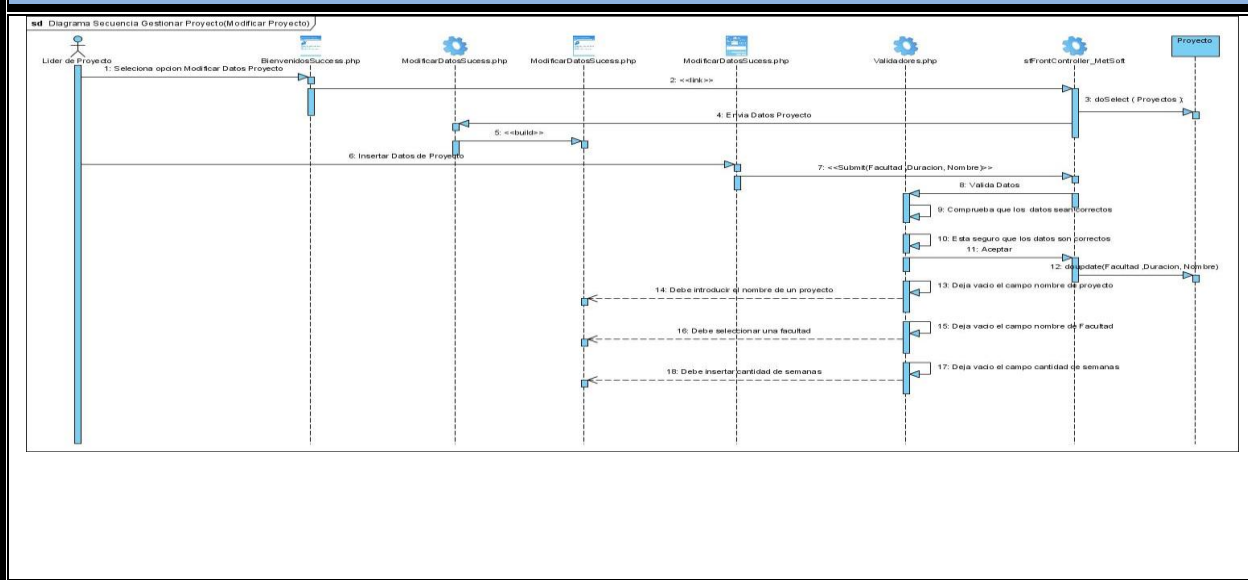 sd Diagrama Secuencia Gestionar Proyecto(Modificar Proyecto)
Lider de Proyecto
BienvenidosSuccess.php
ModificarDatosSucess.php
ModificarDatosSucess.php
ModificarDatosSucess.php
Validadores.php
sfFrontController_MetSoft
Proyecto
1: Seleciona opcion Modificar Datos Proyecto
2: <<link>>
3: doSelect ( Proyectos )
4: Envia Datos Proyecto
5: <<build>>
6: Insertar Datos de Proyecto
7: <<Submit(Facultad ,Duracion, Nombre)>>
8: Valida Datos
9: Comprueba que los datos sean correctos
10: Esta seguro que los datos son correctos
11: Aceptar
12: doupdate(Facultad ,Duracion, Nombre)
13: Deja vacio el campo nombre de proyecto
14: Debe introducir el nombre de un proyecto
15: Deja vacio el campo nombre de Facultad
16: Debe seleccionar una facultad
17: Deja vacio el campo cantidad de semanas
18: Debe insertar cantidad de semanas